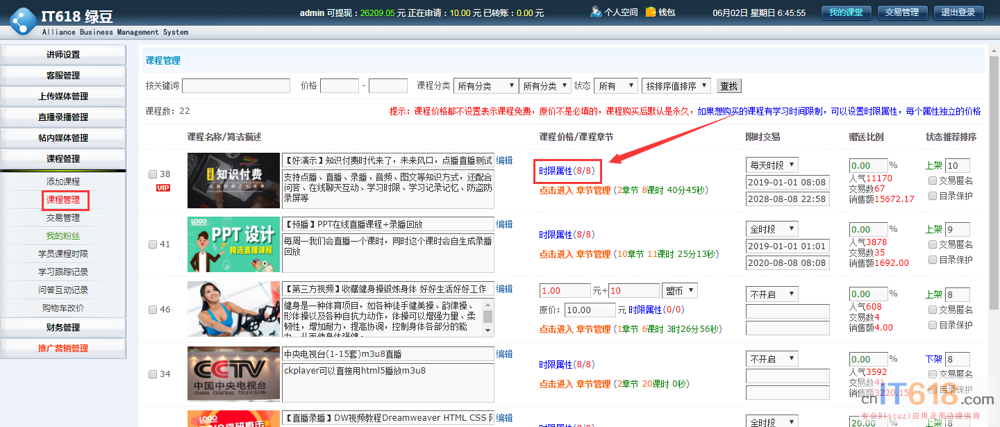 IT618 绿豆
Alliance Business Management System
admin 可提现：26209.05 元 正在申请：10.00 元 已转账：0.00 元
个人空间 钱包
06月02日 星期日 6:45:55
我的课堂 交易管理 退出登录
讲师设置
客服管理
上传媒体管理
直播录播管理
帖内媒体管理
课程管理
添加课程
课程管理
交易管理
我的粉丝
学员课程时限
学习跟踪记录
问答互动记录
购物车改价
财务管理
推广营销管理
课程管理
按关键词 价格 - 课程分类 所有分类 所有分类 状态 所有 按排序值排序 查找
课程数：22
提示：课程价格都不设置表示课程免费，原价不是必填的，课程购买后默认是永久，如果想购买的课程有学习时间限制，可以设置时限属性，每个属性独立的价格
课程名称/简洁描述 课程价格/课程章节 限时交易 赠送比例 状态推荐排序
38
VIP
知识付费
【好演示】知识付费时代来了，未来风口，点播直播测试 编辑
支持点播、直播、录播、音频、图文等知识方式，还配合
问答、在线聊天互动、学习时限、学习记录记忆、防盗防
录屏等
时限属性(8/8)
点击进入 章节管理 (2章节 8课时 40分45秒)
每天时段
2019-01-01 08:08
2028-08-08 22:58
0.00 %
人气11170
交易数67
销售额15672.17
上架 10
交易匿名
目录保护
41
LOGO
PPT 设计
精选直播课程
【预播】PPT在线直播课程+录播回放 编辑
每周一我们会直播一个课时，同时这个课时会自生成录播
回放
时限属性(8/8)
点击进入 章节管理 (10章节 11课时 25分13秒)
全时段
2019-01-01 01:01
2020-08-08 08:08
0.00 %
人气3878
交易数35
销售额1692.00
上架 9
交易匿名
目录保护
46
【第三方视频】收藏健身操锻炼身体 好好生活好好工作 编辑
健身是一种体育项目，如各种徒手健美操、韵律操、
形体操以及各种自抗力动作，体操可以增强力量、柔
韧性，增加耐力，提高协调，控制身体各部分的能
力，从而使身体强健。
1.00 元+ 10 盟币
原价：10.00 元 时限属性(0/0)
点击进入 章节管理 (1章节 6课时 3时26分56秒)
不开启
0.00 %
人气608
交易数4
销售额4.00
上架 8
交易匿名
目录保护
34
CCTV
中国中央电视台
CHINA CENTRAL TELEVISION
中央电视台(1-15套)m3u8直播 编辑
ckplayer可以直接用html5播放m3u8
时限属性(8/8)
点击进入 章节管理 (2章节 20课时 0秒)
不开启
0.00 %
人气3592
交易数41
销售额3220.15
下架 8
交易匿名
目录保护
LOGO
【直播录播】DW视频教程Dreamweaver HTML CSS 编辑
时限属性(8/8)
全时段
20.00 %
上架 8
cnIT618.com
专业Discuz!应用及周边提供商